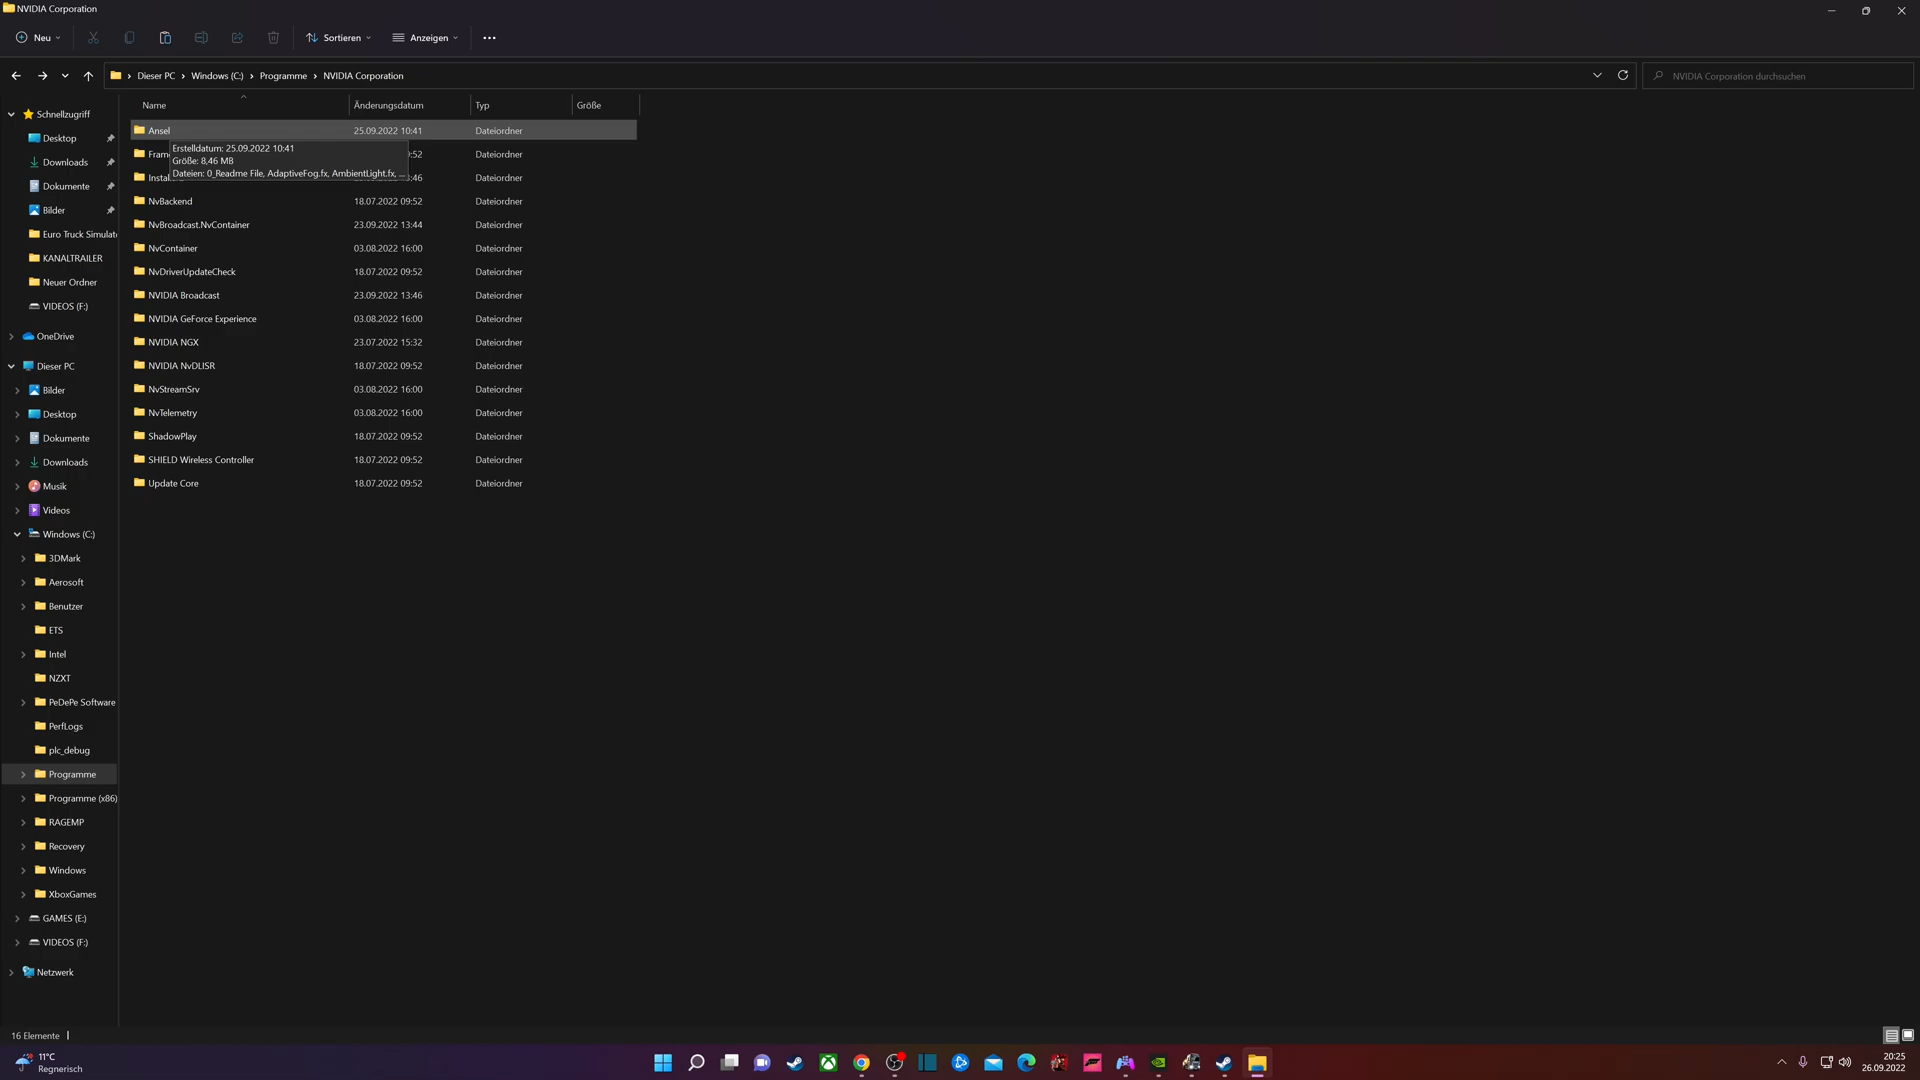 NVIDIA Corporation
Neu
Sortieren
Anzeigen
Dieser PC > Windows (C:) > Programme > NVIDIA Corporation
NVIDIA Corporation durchsuchen
Name Änderungsdatum Typ Größe
Ansel 25.09.2022 10:41 Dateiordner
Erstelldatum: 25.09.2022 10:41
Größe: 8,46 MB
Dateien: 0_Readme File, AdaptiveFog.fx, AmbientLight.fx, ...
Dateiordner
Dateiordner
NvBackend 18.07.2022 09:52 Dateiordner
NvBroadcast.NvContainer 23.09.2022 13:44 Dateiordner
NvContainer 03.08.2022 16:00 Dateiordner
NvDriverUpdateCheck 18.07.2022 09:52 Dateiordner
NVIDIA Broadcast 23.09.2022 13:46 Dateiordner
NVIDIA GeForce Experience 03.08.2022 16:00 Dateiordner
NVIDIA NGX 23.07.2022 15:32 Dateiordner
NVIDIA NvDLISR 18.07.2022 09:52 Dateiordner
NvStreamSrv 03.08.2022 16:00 Dateiordner
NvTelemetry 03.08.2022 16:00 Dateiordner
ShadowPlay 18.07.2022 09:52 Dateiordner
SHIELD Wireless Controller 18.07.2022 09:52 Dateiordner
Update Core 18.07.2022 09:52 Dateiordner
Schnellzugriff
Desktop
Downloads
Dokumente
Bilder
Euro Truck Simulat
KANALTRAILER
Neuer Ordner
VIDEOS (F:)
OneDrive
Dieser PC
Bilder
Desktop
Dokumente
Downloads
Musik
Videos
Windows (C:)
3DMark
Aerosoft
Benutzer
ETS
Intel
NZXT
PeDePe Software
PerfLogs
plc_debug
Programme
Programme (x86)
RAGEMP
Recovery
Windows
XboxGames
GAMES (E:)
VIDEOS (F:)
Netzwerk
16 Elemente
11°C
Regnerisch
20:25
26.09.2022